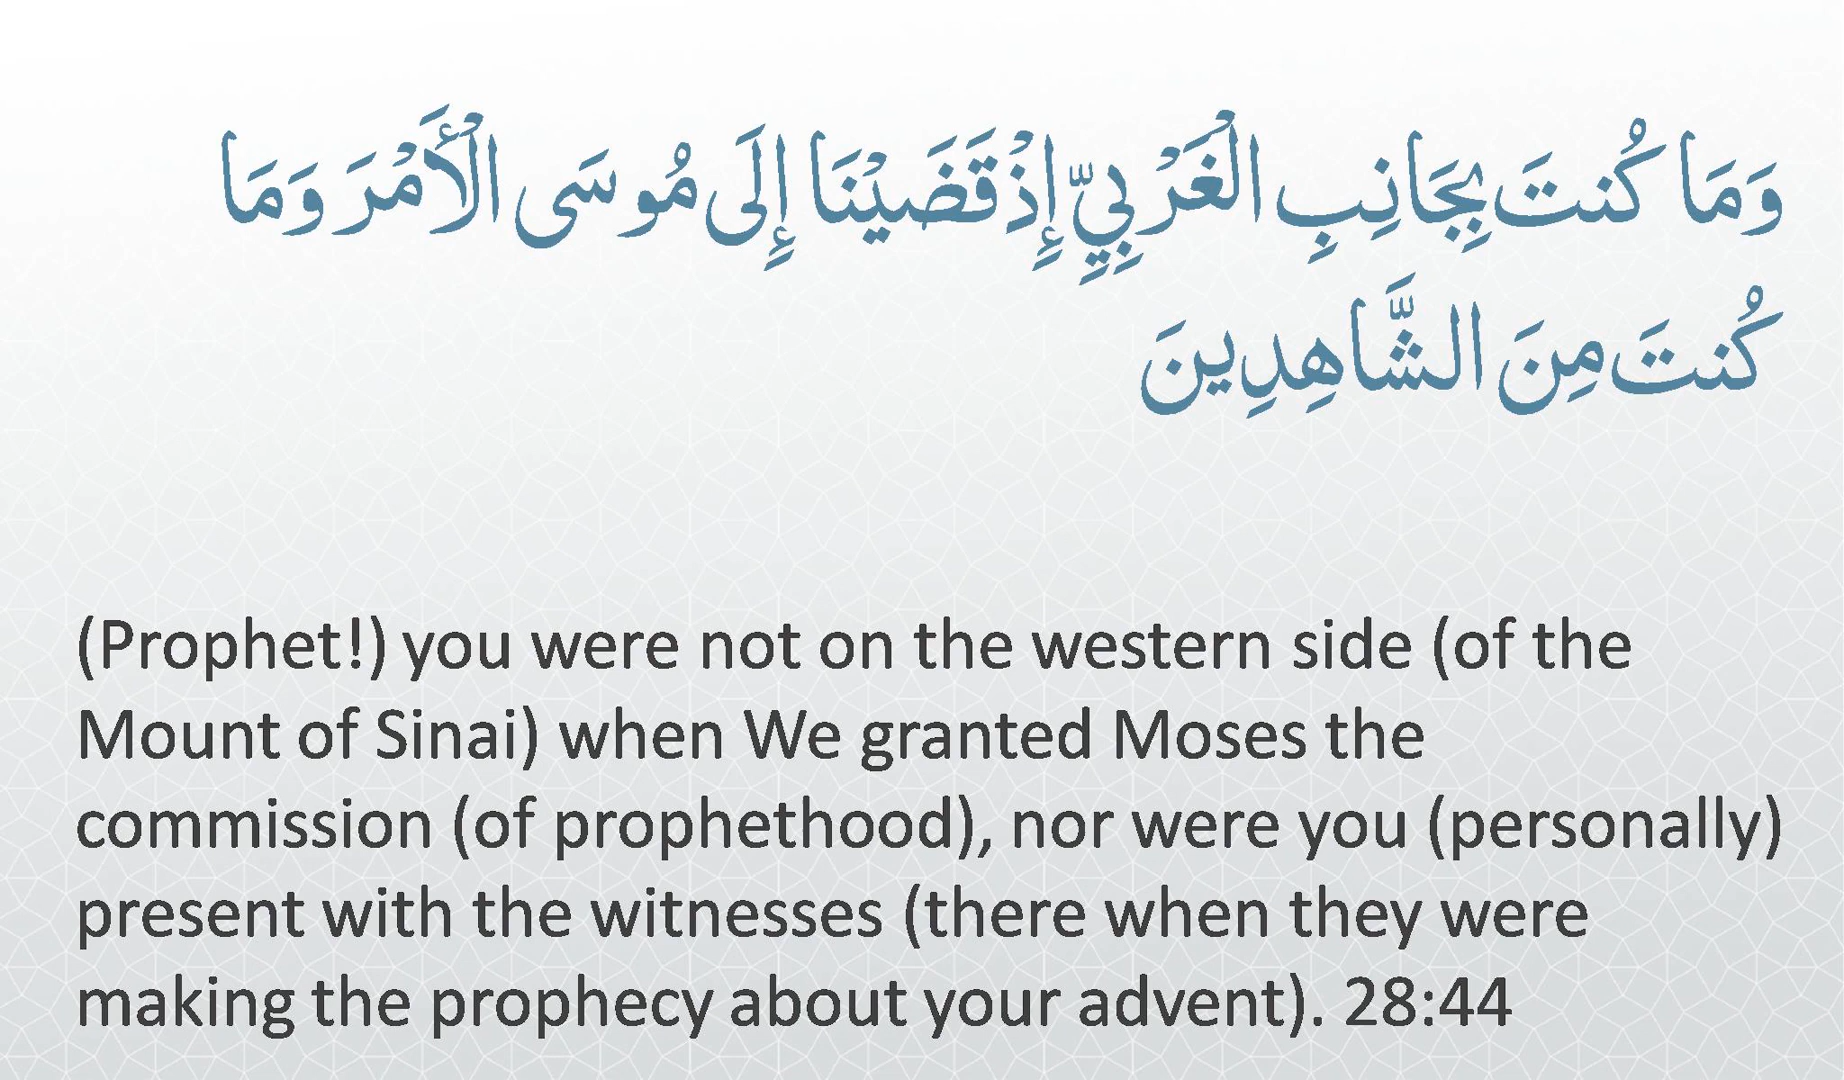 وَمَا كُنتَ بِجَانِبِ الْغَرْبِيِّ إِذْ قَضَيْنَا إِلَى مُوسَى الْأَمْرَ وَمَا
كُنتَ مِنَ الشَّاهِدِينَ
(Prophet!) you were not on the western side (of the
Mount of Sinai) when We granted Moses the
commission (of prophethood), nor were you (personally)
present with the witnesses (there when they were
making the prophecy about your advent). 28:44